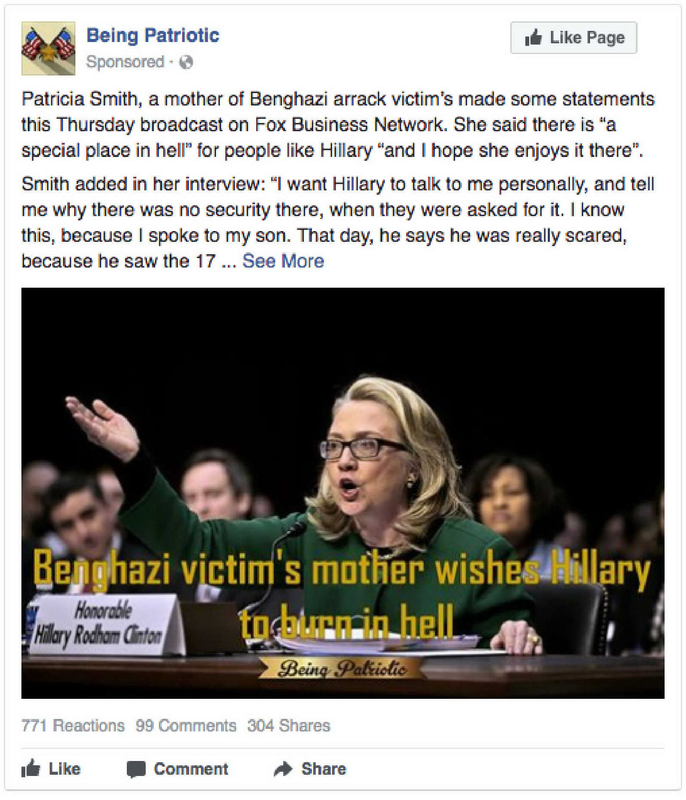 Being Patriotic
Like Page
Sponsored ·
Patricia Smith, a mother of Benghazi arrack victim's made some statements
this Thursday broadcast on Fox Business Network. She said there is “a
special place in hell” for people like Hillary “and I hope she enjoys it there”.
Smith added in her interview: “I want Hillary to talk to me personally, and tell
me why there was no security there, when they were asked for it. I know
this, because I spoke to my son. That day, he says he was really scared,
because he saw the 17 ... See More
Benghazi victim's mother wishes Hillary
to burn in hell
Honorable
Hillary Rodham Clinton
Being Patriotic
771 Reactions 99 Comments 304 Shares
Like Comment Share